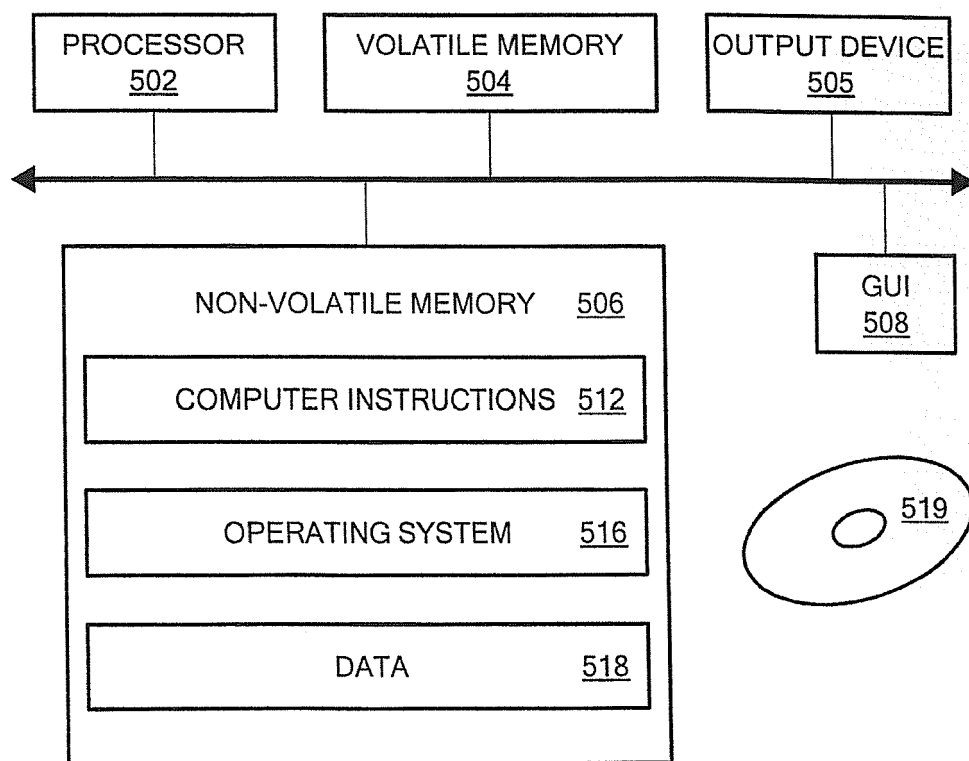 PROCESSOR
502
VOLATILE MEMORY
504
OUTPUT DEVICE
505
NON-VOLATILE MEMORY 506
COMPUTER INSTRUCTIONS 512
OPERATING SYSTEM 516
DATA 518
GUI
508
519